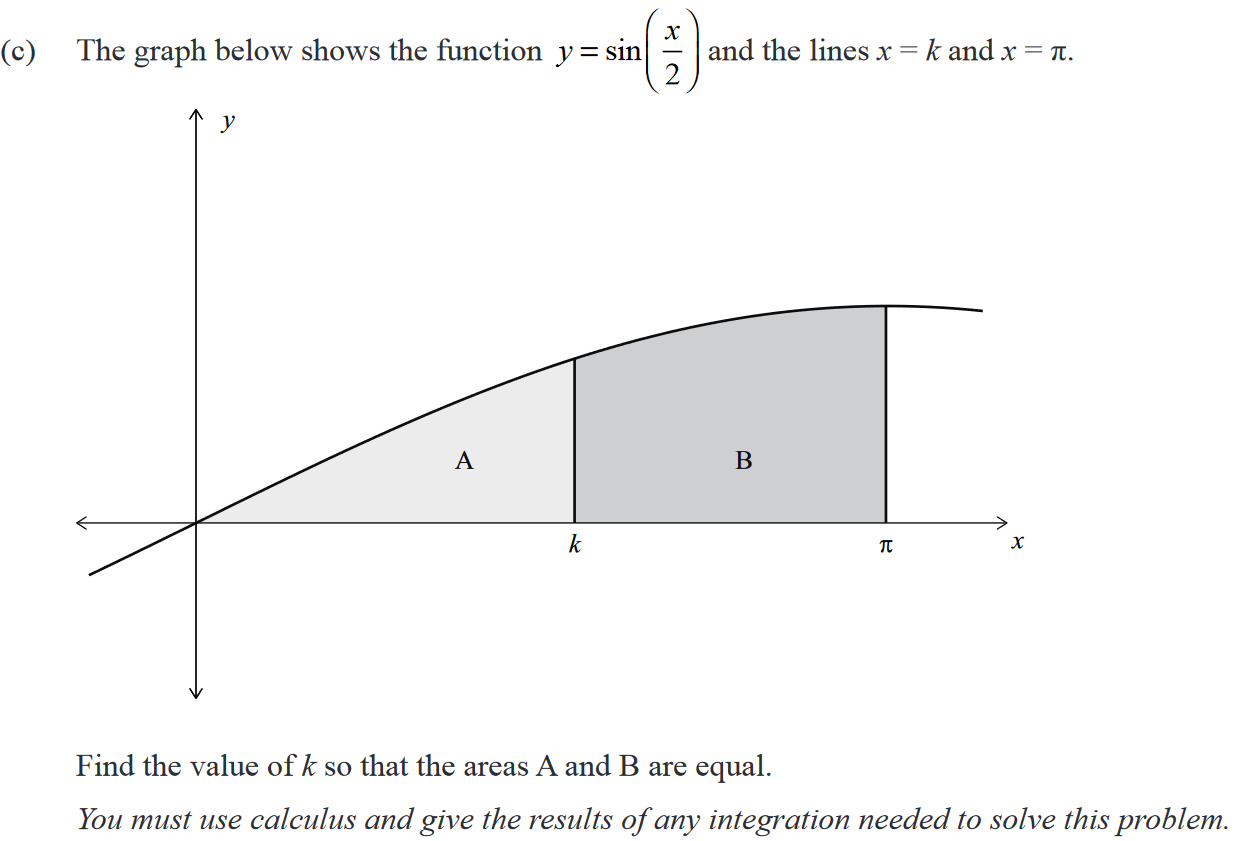 (c) The graph below shows the function y = sin(x/2) and the lines x = k and x = π.
y
A
B
k
π
x
Find the value of k so that the areas A and B are equal.
You must use calculus and give the results of any integration needed to solve this problem.